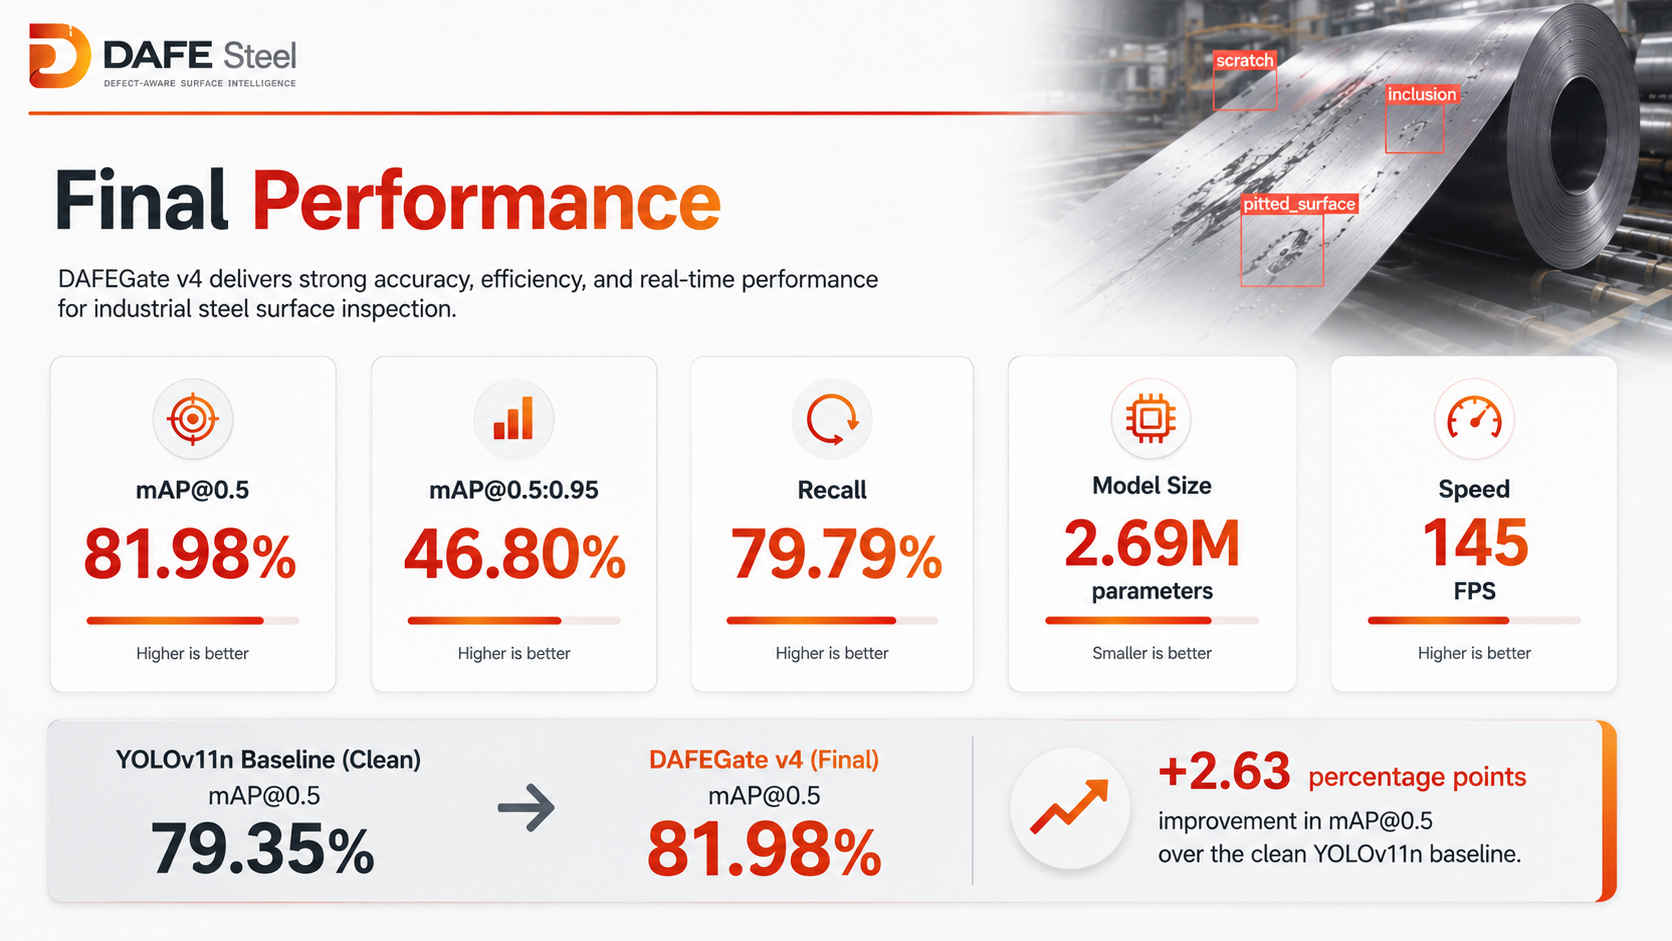 DAFE Steel
DEFECT-AWARE SURFACE INTELLIGENCE
scratch
inclusion
pitted_surface
Final Performance
DAFEGate v4 delivers strong accuracy, efficiency, and real-time performance
for industrial steel surface inspection.
mAP@0.5
81.98%
Higher is better
mAP@0.5:0.95
46.80%
Higher is better
Recall
79.79%
Higher is better
Model Size
2.69M
parameters
Smaller is better
Speed
145
FPS
Higher is better
YOLOv11n Baseline (Clean)
mAP@0.5
79.35%
DAFEGate v4 (Final)
mAP@0.5
81.98%
+2.63 percentage points
improvement in mAP@0.5
over the clean YOLOv11n baseline.